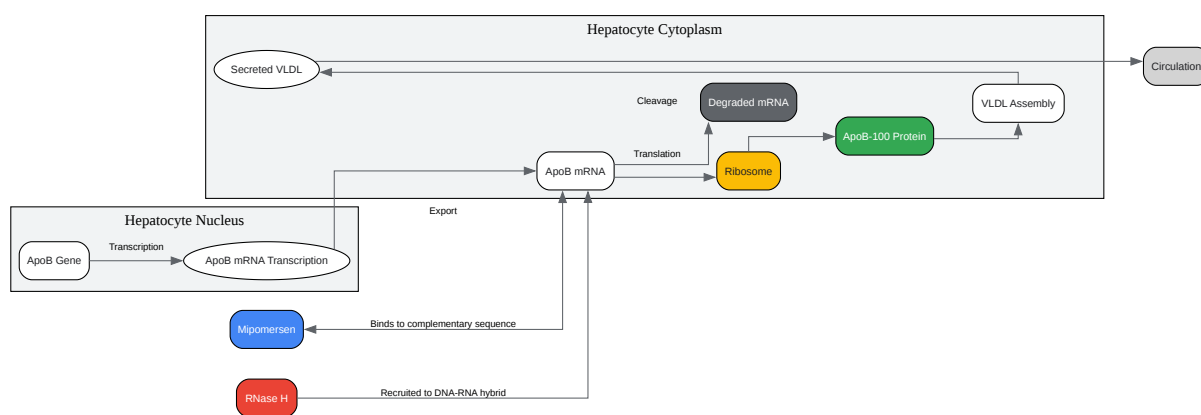 Hepatocyte Cytoplasm
Secreted VLDL
Circulation
Cleavage
Degraded mRNA
VLDL Assembly
ApoB-100 Protein
Translation
ApoB mRNA
Ribosome
Export
Hepatocyte Nucleus
Transcription
ApoB Gene
ApoB mRNA Transcription
Mipomersen
Binds to complementary sequence
RNase H
Recruited to DNA-RNA hybrid